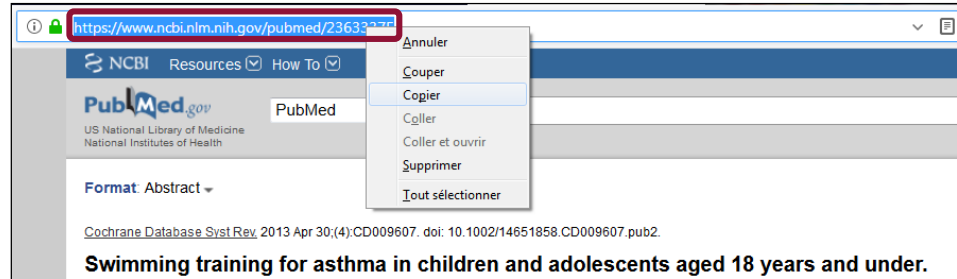 https://www.ncbi.nlm.nih.gov/pubmed/23633327
Annuler
NCBI Resources How To
Couper
Copier
PubMed.gov PubMed
Coller
US National Library of Medicine
National Institutes of Health
Coller et ouvrir
Supprimer
Format: Abstract
Tout sélectionner
Cochrane Database Syst Rev. 2013 Apr 30;(4):CD009607. doi: 10.1002/14651858.CD009607.pub2.
Swimming training for asthma in children and adolescents aged 18 years and under.